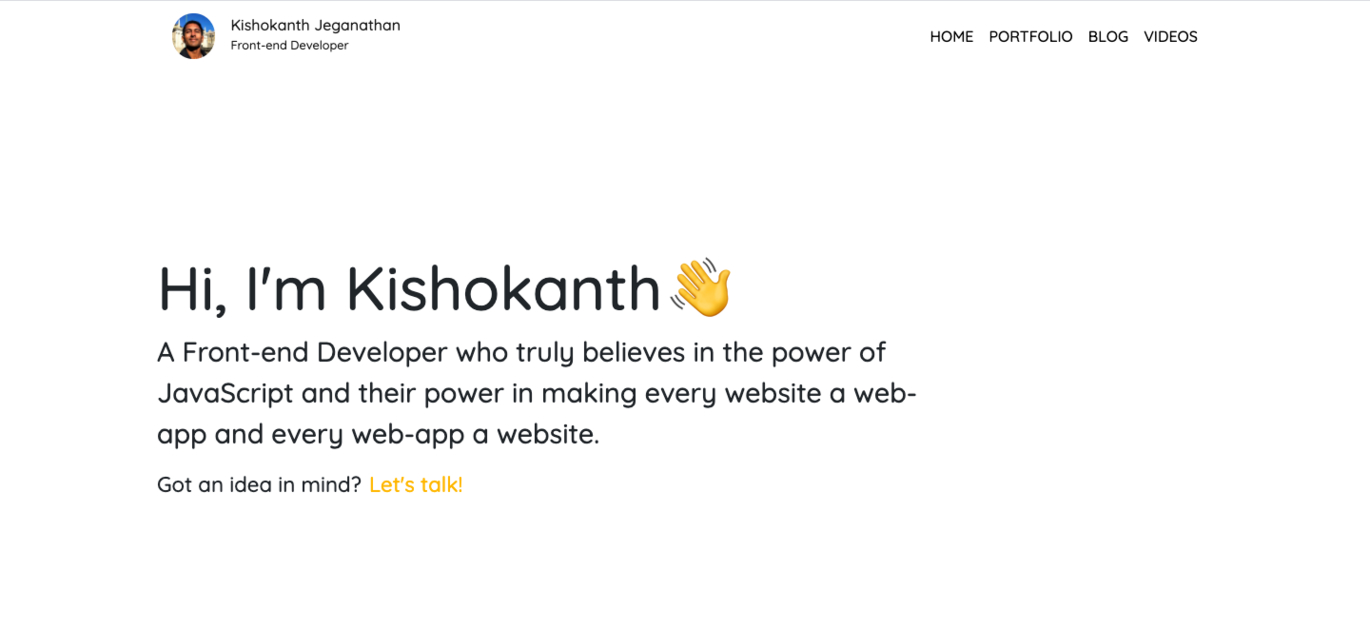 Kishokanth Jeganathan
Front-end Developer
HOME PORTFOLIO BLOG VIDEOS
Hi, I'm Kishokanth👋
A Front-end Developer who truly believes in the power of
JavaScript and their power in making every website a web-
app and every web-app a website.
Got an idea in mind? Let's talk!